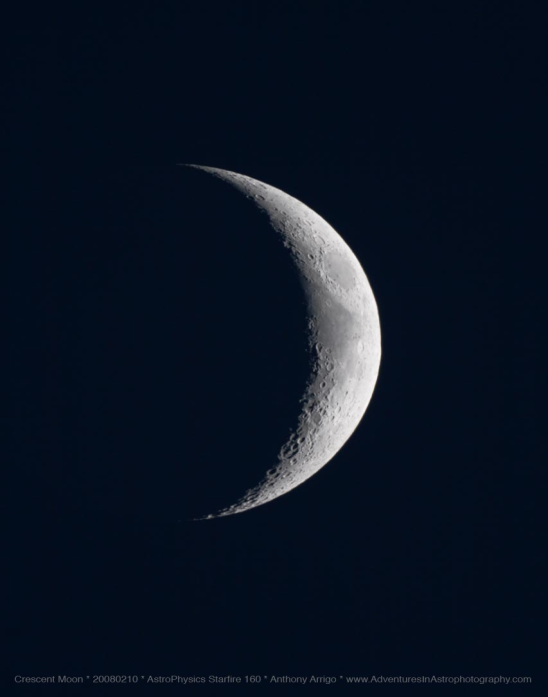 Crescent Moon * 20080210 * AstroPhysics Starfire 160 * Anthony Arrigo * www.AdventuresInAstrophotography.com